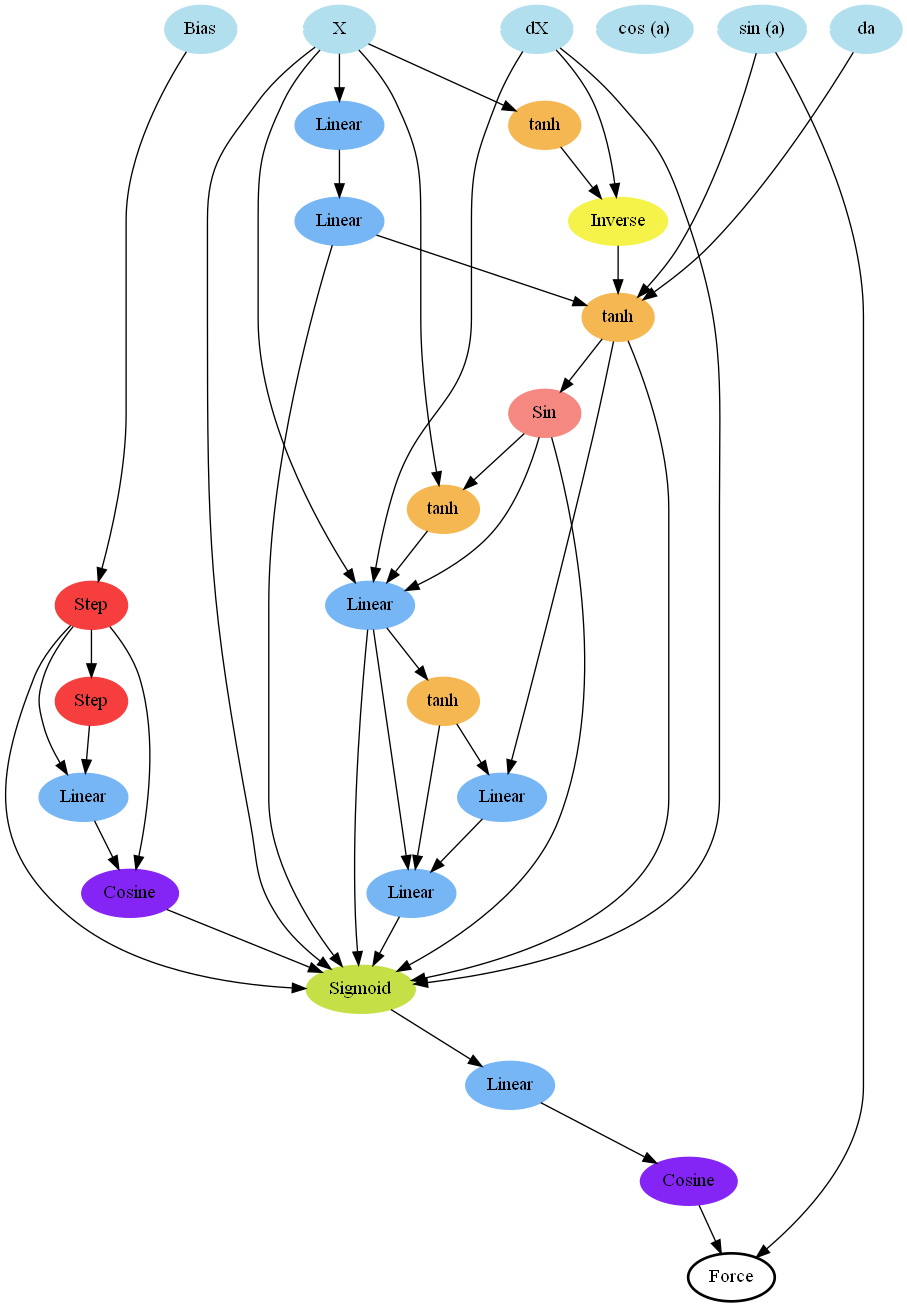 Bias
X
dX
cos (a)
sin (a)
da
Linear
tanh
Linear
Inverse
tanh
Sin
tanh
Step
Linear
Step
tanh
Linear
Linear
Cosine
Linear
Sigmoid
Linear
Cosine
Force